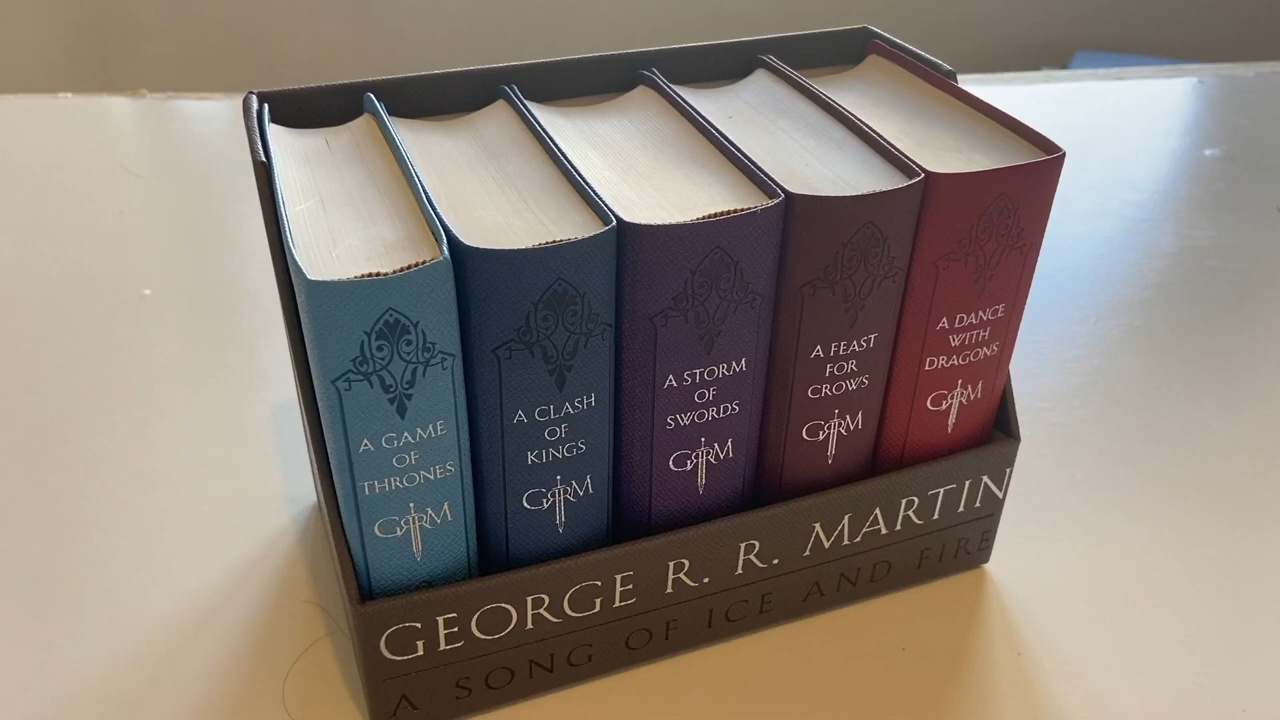 A GAME
OF
THRONES
GRRM
A CLASH
OF
KINGS
GRRM
A STORM
OF
SWORDS
GRRM
A FEAST
FOR
CROWS
GRRM
A DANCE
WITH
DRAGONS
GRRM
GEORGE R. R. MARTIN
A SONG OF ICE AND FIRE